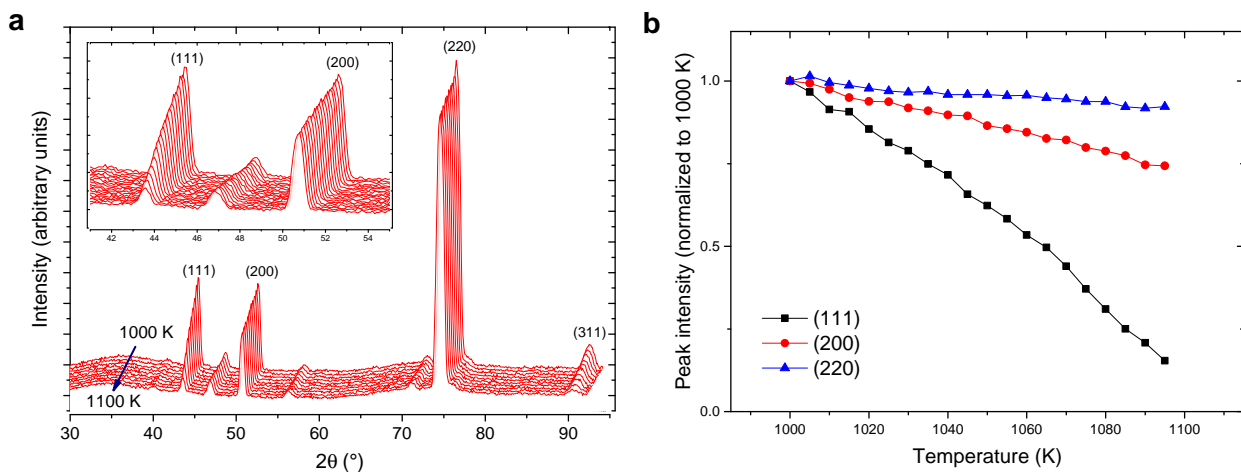 a
(111)
(200)
42 44 46 48 50 52 54
(220)
(111)
(200)
(311)
1000 K
1100 K
Intensity (arbitrary units)
30 40 50 60 70 80 90
2θ (°)
b
1.0
0.5
0.0
Peak intensity (normalized to 1000 K)
(111)
(200)
(220)
1000 1020 1040 1060 1080 1100
Temperature (K)